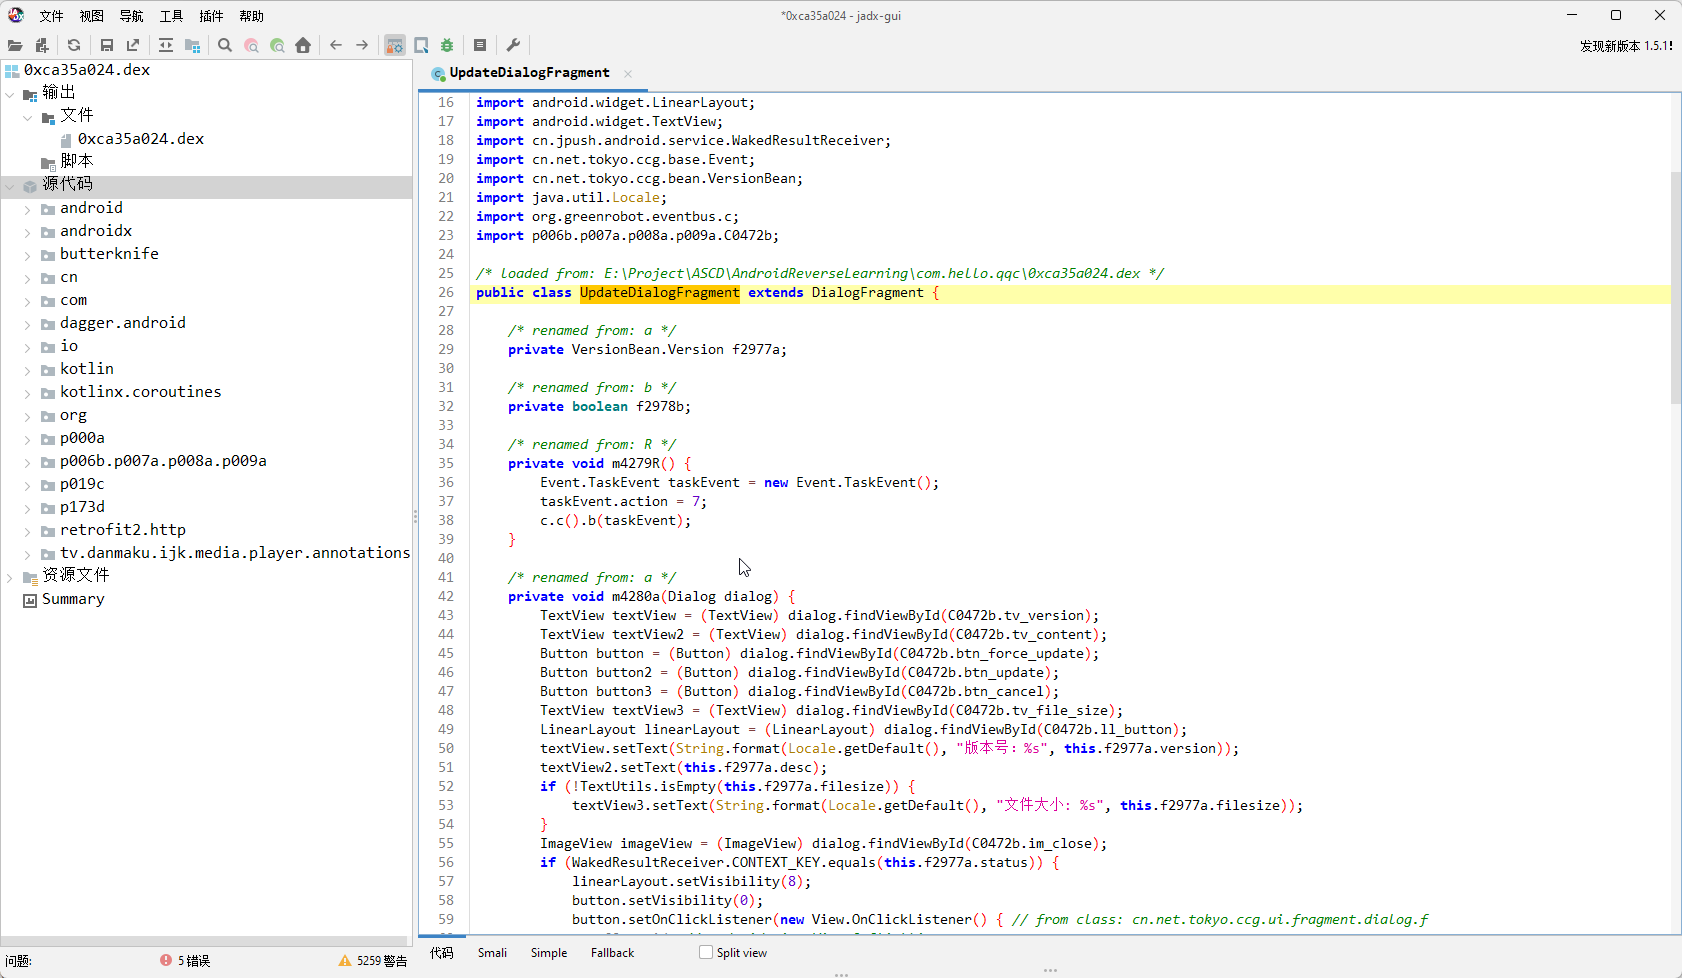 文件 视图 导航 工具 插件 帮助
*0xca35a024 - jadx-gui
发现新版本 1.5.1!
0xca35a024.dex
输出
文件
0xca35a024.dex
脚本
源代码
android
androidx
butterknife
cn
com
dagger.android
io
kotlin
kotlinx.coroutines
org
p000a
p006b.p007a.p008a.p009a
p019c
p173d
retrofit2.http
tv.danmaku.ijk.media.player.annotations
资源文件
Summary
UpdateDialogFragment
16 import android.widget.LinearLayout;
17 import android.widget.TextView;
18 import cn.jpush.android.service.WakedResultReceiver;
19 import cn.net.tokyo.ccg.base.Event;
20 import cn.net.tokyo.ccg.bean.VersionBean;
21 import java.util.Locale;
22 import org.greenrobot.eventbus.c;
23 import p006b.p007a.p008a.p009a.C0472b;
24
25 /* loaded from: E:\Project\ASCD\AndroidReverseLearning\com.hello.qqc\0xca35a024.dex */
26 public class UpdateDialogFragment extends DialogFragment {
27
28 /* renamed from: a */
29 private VersionBean.Version f2977a;
30
31 /* renamed from: b */
32 private boolean f2978b;
33
34 /* renamed from: R */
35 private void m4279R() {
36 Event.TaskEvent taskEvent = new Event.TaskEvent();
37 taskEvent.action = 7;
38 c.c().b(taskEvent);
39 }
40
41 /* renamed from: a */
42 private void m4280a(Dialog dialog) {
43 TextView textView = (TextView) dialog.findViewById(C0472b.tv_version);
44 TextView textView2 = (TextView) dialog.findViewById(C0472b.tv_content);
45 Button button = (Button) dialog.findViewById(C0472b.btn_force_update);
46 Button button2 = (Button) dialog.findViewById(C0472b.btn_update);
47 Button button3 = (Button) dialog.findViewById(C0472b.btn_cancel);
48 TextView textView3 = (TextView) dialog.findViewById(C0472b.tv_file_size);
49 LinearLayout linearLayout = (LinearLayout) dialog.findViewById(C0472b.ll_button);
50 textView.setText(String.format(Locale.getDefault(), "版本号：%s", this.f2977a.version));
51 textView2.setText(this.f2977a.desc);
52 if (!TextUtils.isEmpty(this.f2977a.filesize)) {
53 textView3.setText(String.format(Locale.getDefault(), "文件大小：%s", this.f2977a.filesize));
54 }
55 ImageView imageView = (ImageView) dialog.findViewById(C0472b.im_close);
56 if (WakedResultReceiver.CONTEXT_KEY.equals(this.f2977a.status)) {
57 linearLayout.setVisibility(8);
58 button.setVisibility(0);
59 button.setOnClickListener(new View.OnClickListener() { // from class: cn.net.tokyo.ccg.ui.fragment.dialog.f
问题: 5 错误 5259 警告
代码 Smali Simple Fallback Split view